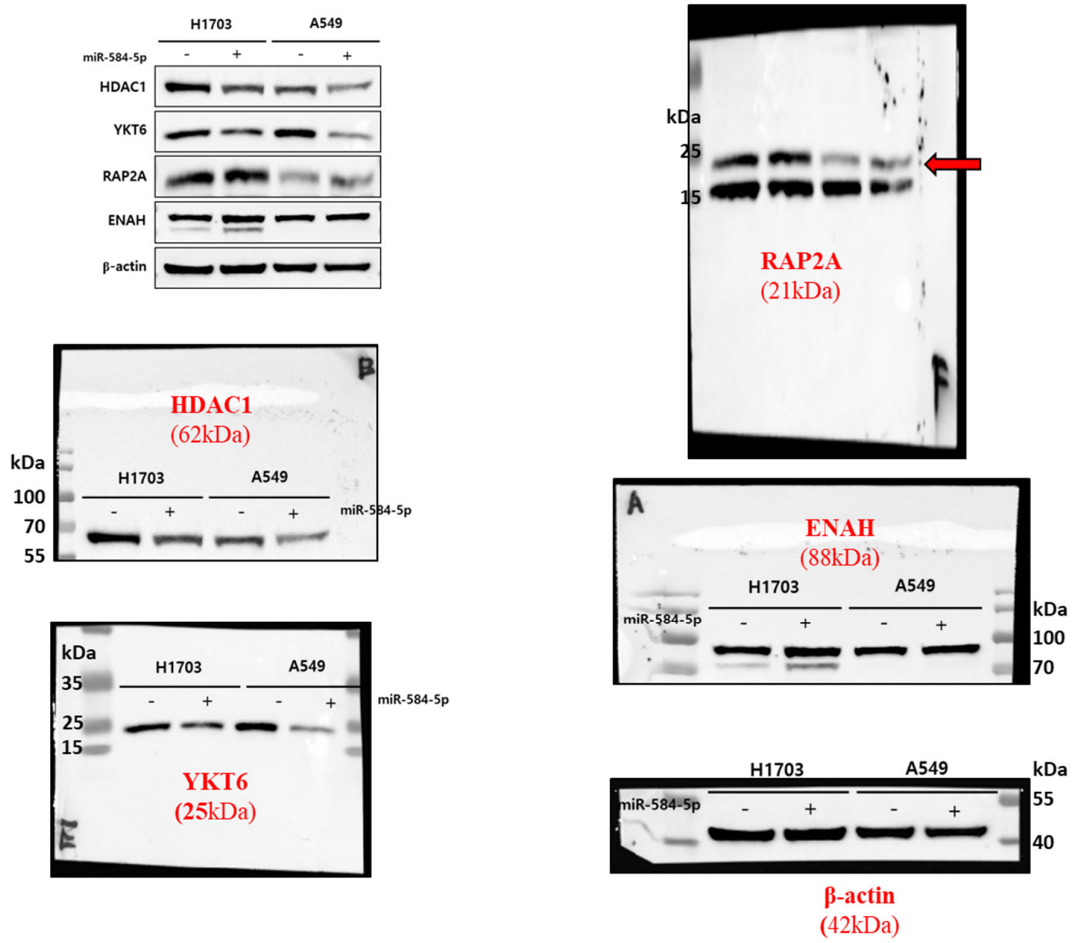 H1703 A549
miR-584-5p - + - +
HDAC1
YKT6
RAP2A
ENAH
β-actin
kDa
25
15
RAP2A
(21kDa)
B
HDAC1
(62kDa)
kDa
H1703 A549
100
- + - + miR-584-5p
70
55
A
ENAH
(88kDa)
H1703 A549
kDa
miR-584-5p - + - +
100
70
kDa
H1703 A549
35
- + - + miR-584-5p
25
15
YKT6
(25kDa)
H1703 A549 kDa
miR-584-5p - + - + 55
40
β-actin
(42kDa)